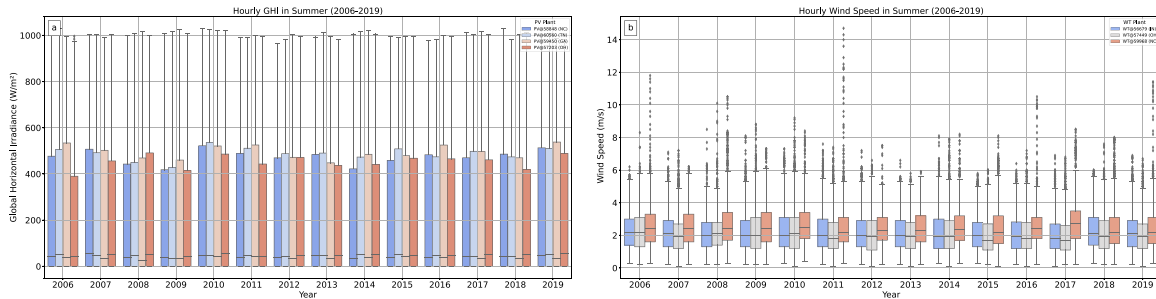 Hourly GHI in Summer (2006-2019)
a
PV Plant
1000
800
600
400
200
0
Global Horizontal Irradiance (W/m²)
2006 2007 2008 2009 2010 2011 2012 2013 2014 2015 2016 2017 2018 2019
Year
Hourly Wind Speed in Summer (2006-2019)
b
WT Plant
14
12
10
8
6
4
2
0
Wind Speed (m/s)
2006 2007 2008 2009 2010 2011 2012 2013 2014 2015 2016 2017 2018 2019
Year